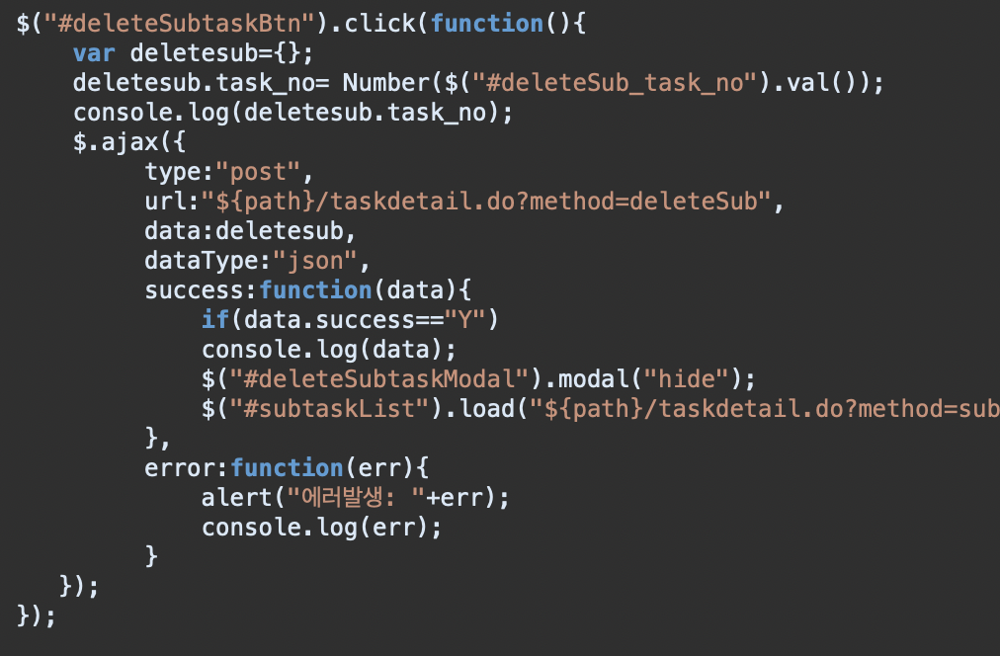 $("#deleteSubtaskBtn").click(function(){
    var deletesub={};
    deletesub.task_no= Number($("#deleteSub_task_no").val());
    console.log(deletesub.task_no);
    $.ajax({
         type:"post",
         url:"${path}/taskdetail.do?method=deleteSub",
         data:deletesub,
         dataType:"json",
         success:function(data){
             if(data.success=="Y")
             console.log(data);
             $("#deleteSubtaskModal").modal("hide");
             $("#subtaskList").load("${path}/taskdetail.do?method=sub
         },
         error:function(err){
             alert("에러발생: "+err);
             console.log(err);
         }
   });
});